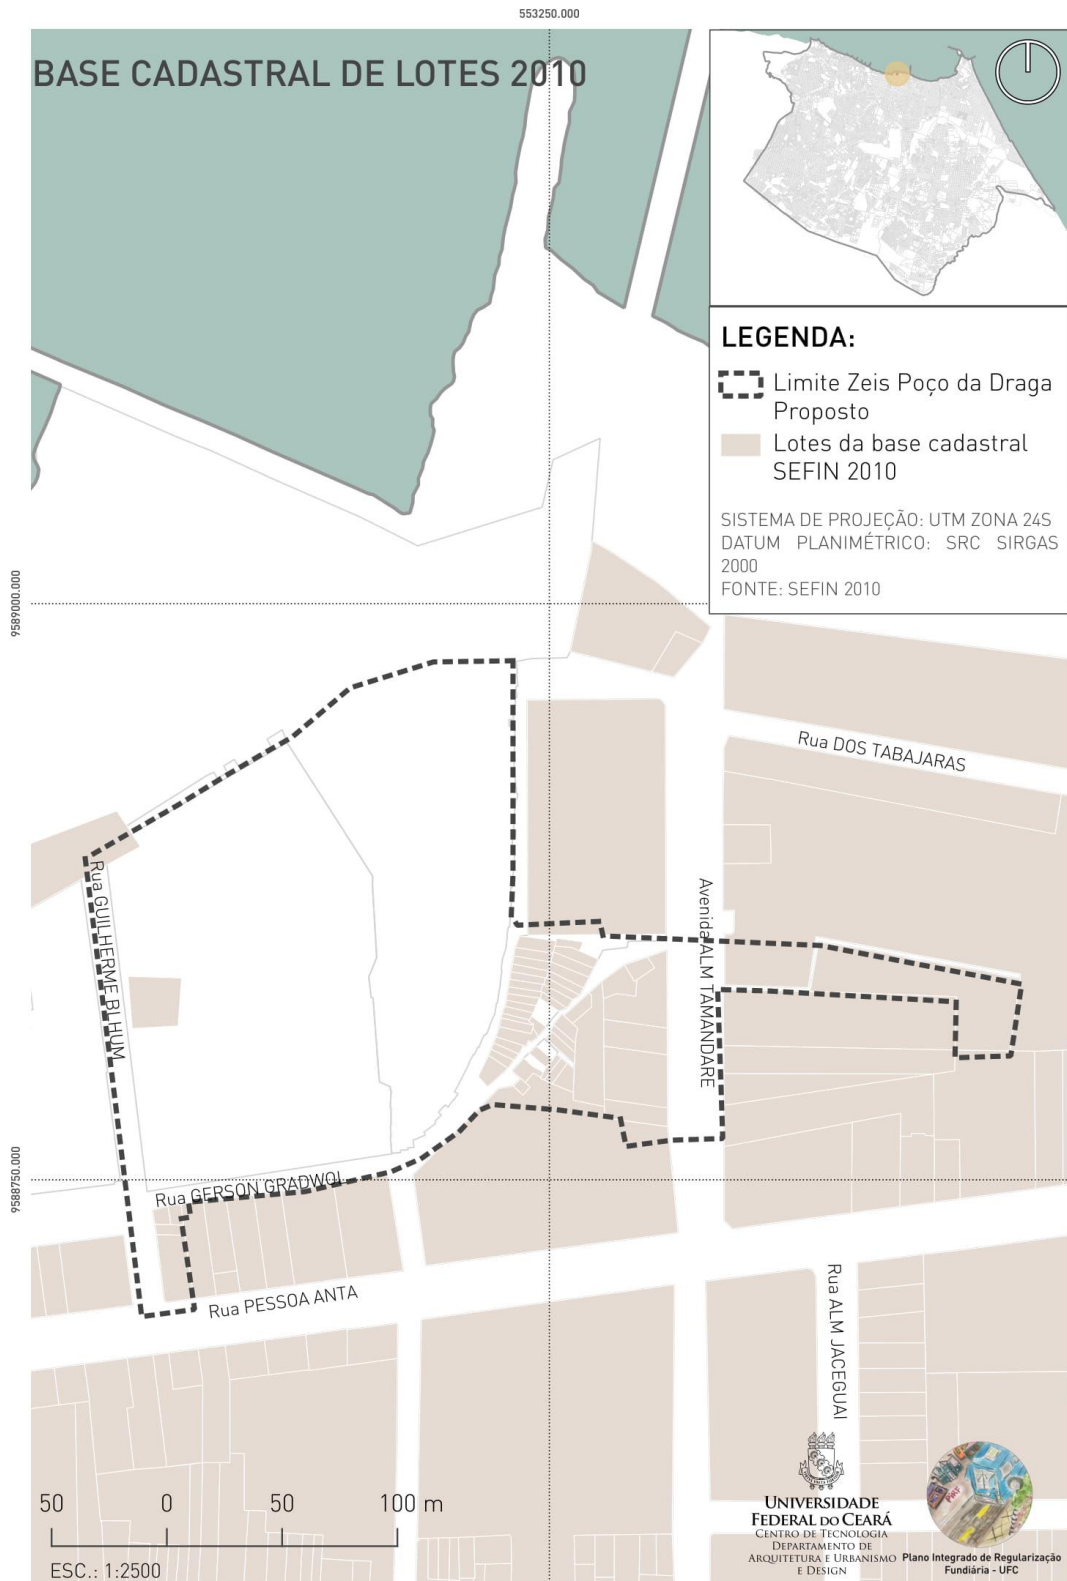 553250.000
BASE CADASTRAL DE LOTES 2010
LEGENDA:
Limite Zeis Poço da Draga
Proposto
Lotes da base cadastral
SEFIN 2010
SISTEMA DE PROJEÇÃO: UTM ZONA 24S
DATUM PLANIMÉTRICO: SRC SIRGAS
2000
FONTE: SEFIN 2010
9589000.000
Rua DOS TABAJARAS
Rua GUILHERME BLHUM
Avenida ALM TAMANDARE
9588750.000
Rua GERSON GRADWOL
Rua PESSOA ANTA
Rua ALM JACEGUAI
50 0 50 100 m
ESC.: 1:2500
UNIVERSIDADE
FEDERAL DO CEARÁ
CENTRO DE TECNOLOGIA
DEPARTAMENTO DE
ARQUITETURA E URBANISMO
E DESIGN
Plano Integrado de Regularização
Fundiária - UFC